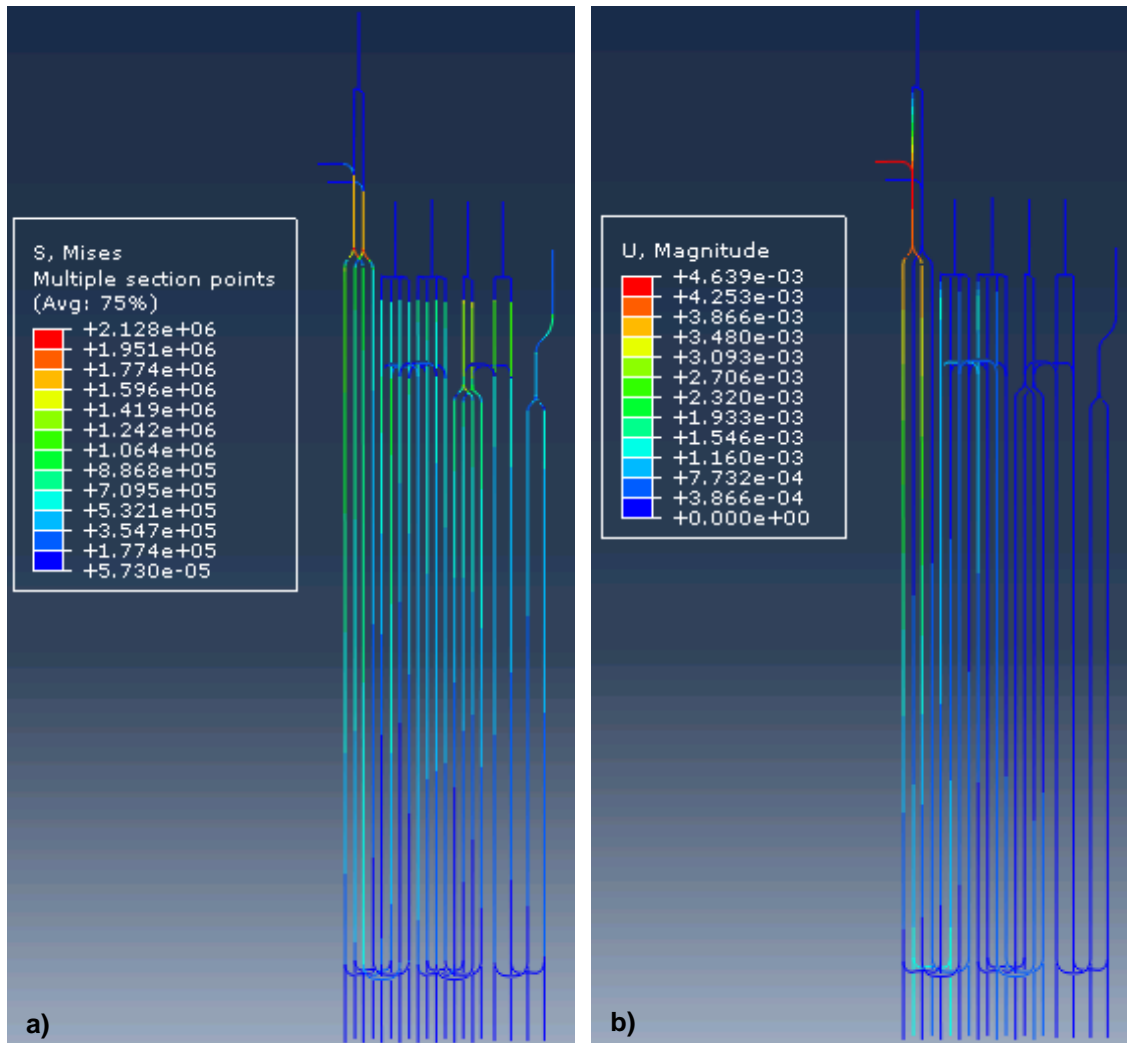 S, Mises
Multiple section points
(Avg: 75%)
+2.128e+06
+1.951e+06
+1.774e+06
+1.596e+06
+1.419e+06
+1.242e+06
+1.064e+06
+8.868e+05
+7.095e+05
+5.321e+05
+3.547e+05
+1.774e+05
+5.730e-05
a)
U, Magnitude
+4.639e-03
+4.253e-03
+3.866e-03
+3.480e-03
+3.093e-03
+2.706e-03
+2.320e-03
+1.933e-03
+1.546e-03
+1.160e-03
+7.732e-04
+3.866e-04
+0.000e+00
b)